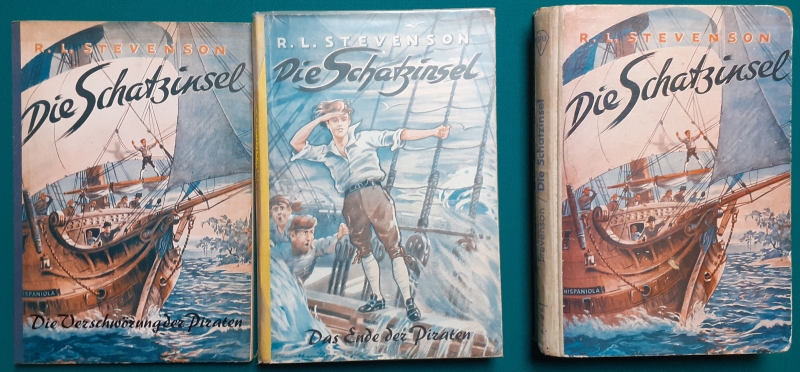 R. L. STEVENSON
Die Schatzinsel
HISPANIOLA
Die Verschwörung der Piraten
R. L. STEVENSON
Die Schatzinsel
Das Ende der Piraten
R. L. STEVENSON
Die Schatzinsel
Stevenson / Die Schatzinsel
HISPANIOLA